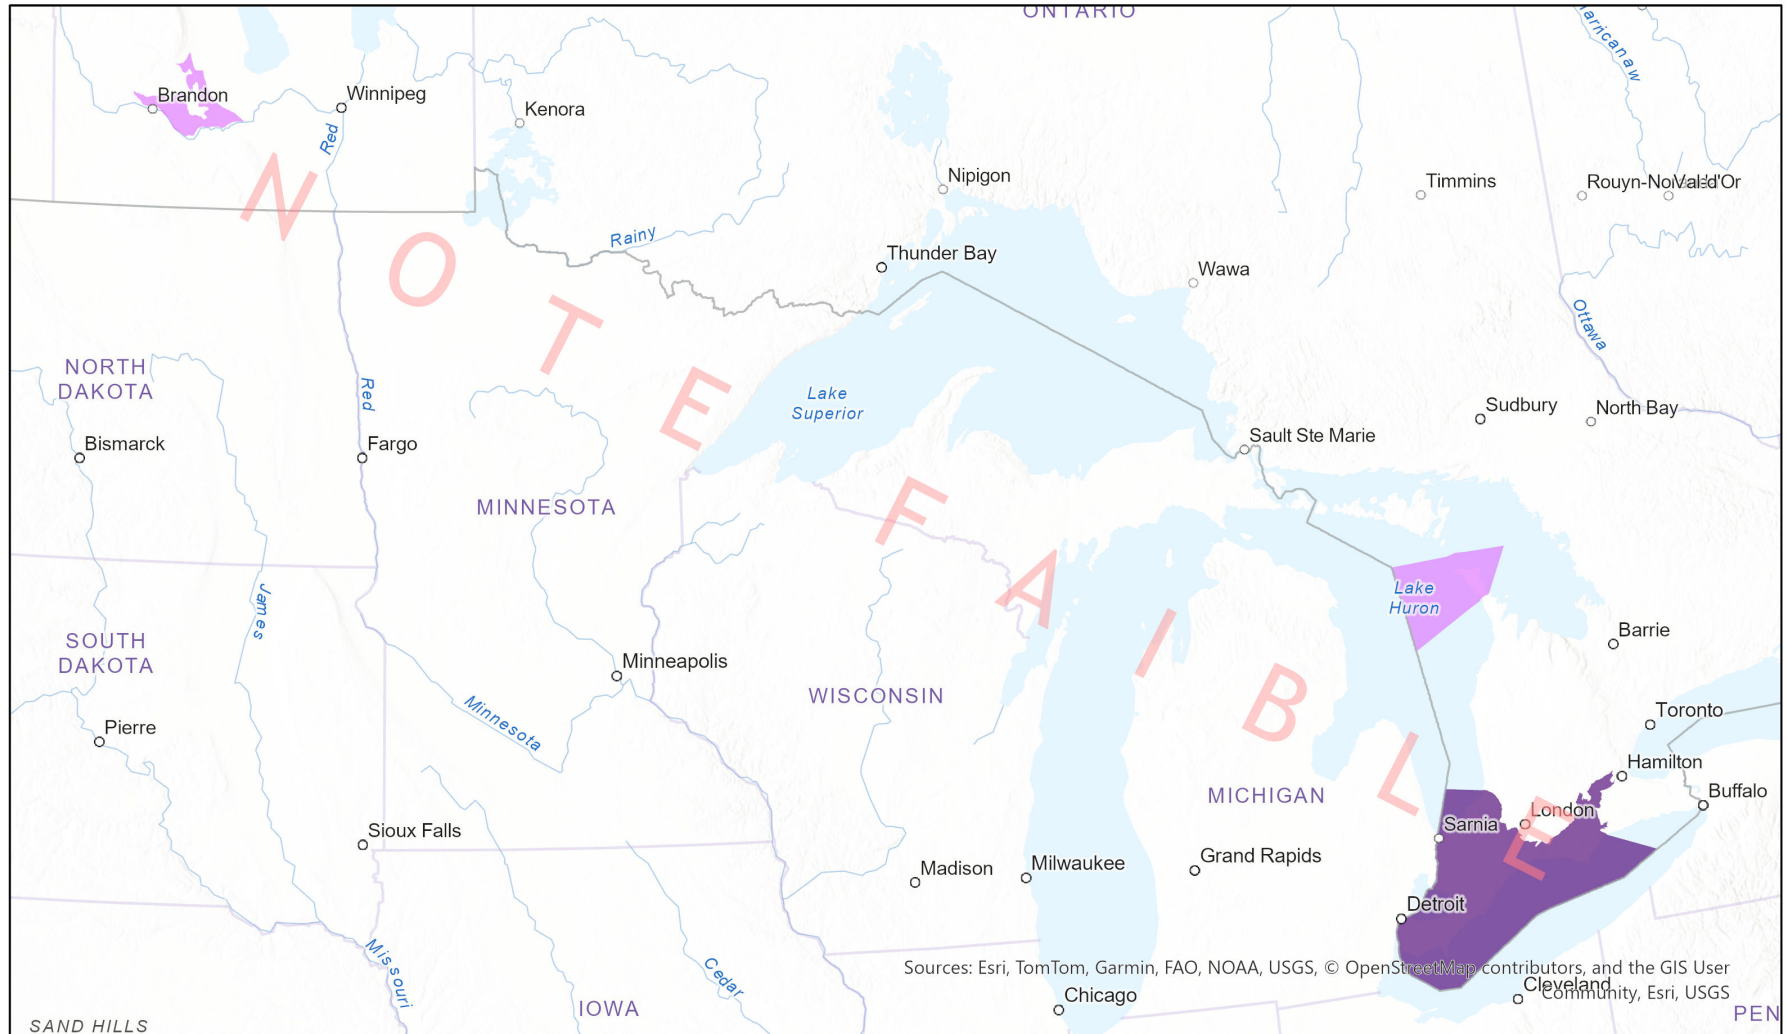 ONTARIO
Harricanaw
Brandon
Winnipeg
Red
Kenora
Nipigon
Timmins
Rouyn-Noranda
Val-d'Or
Rainy
Thunder Bay
Wawa
Ottawa
NORTH
DAKOTA
Red
Lake
Superior
Sudbury
North Bay
Bismarck
Fargo
Sault Ste Marie
MINNESOTA
James
Lake
Huron
SOUTH
DAKOTA
Barrie
Minneapolis
WISCONSIN
Minnesota
Pierre
Toronto
Hamilton
MICHIGAN
Buffalo
Sioux Falls
London
Sarnia
Madison
Milwaukee
Grand Rapids
Detroit
Missouri
Cedar
Chicago
Cleveland
IOWA
PEN
SAND HILLS
NOTE FAIBLE
Sources: Esri, TomTom, Garmin, FAO, NOAA, USGS, © OpenStreetMap contributors, and the GIS User
Community, Esri, USGS